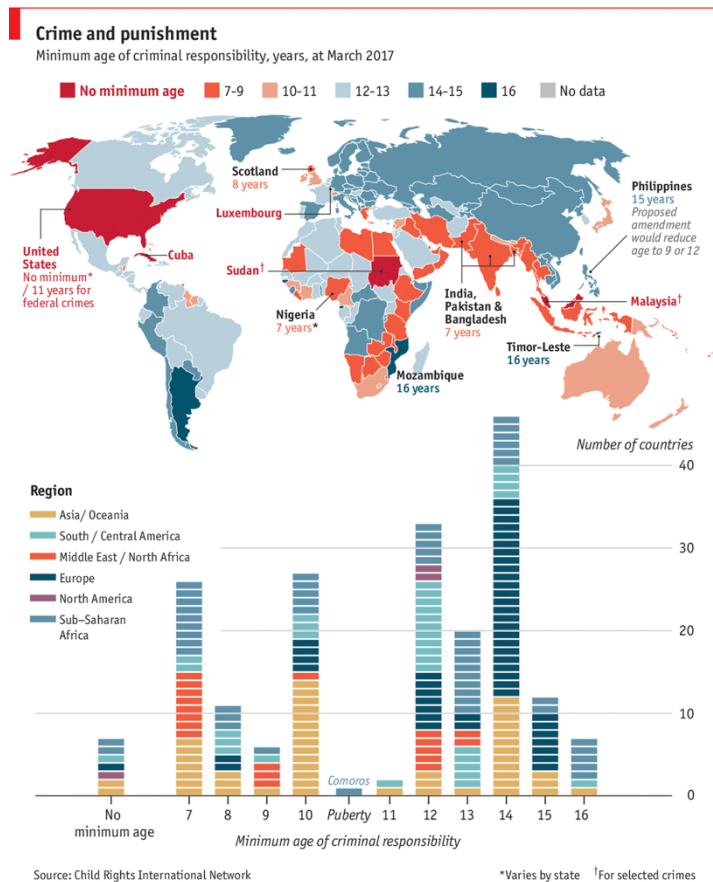 Crime and punishment
Minimum age of criminal responsibility, years, at March 2017
No minimum age
7-9
10-11
12-13
14-15
16
No data
Scotland
8 years
Luxembourg
Philippines
15 years
Proposed
amendment
would reduce
age to 9 or 12
United
States
No minimum*
/ 11 years for
federal crimes
Cuba
Sudan†
Nigeria
7 years*
India,
Pakistan &
Bangladesh
7 years
Malaysia†
Timor-Leste
16 years
Mozambique
16 years
Number of countries
40
30
20
10
0
Region
Asia/ Oceania
South / Central America
Middle East / North Africa
Europe
North America
Sub–Saharan
Africa
Comoros
No
minimum age
7
8
9
10
Puberty
11
12
13
14
15
16
Minimum age of criminal responsibility
Source: Child Rights International Network
*Varies by state
†For selected crimes